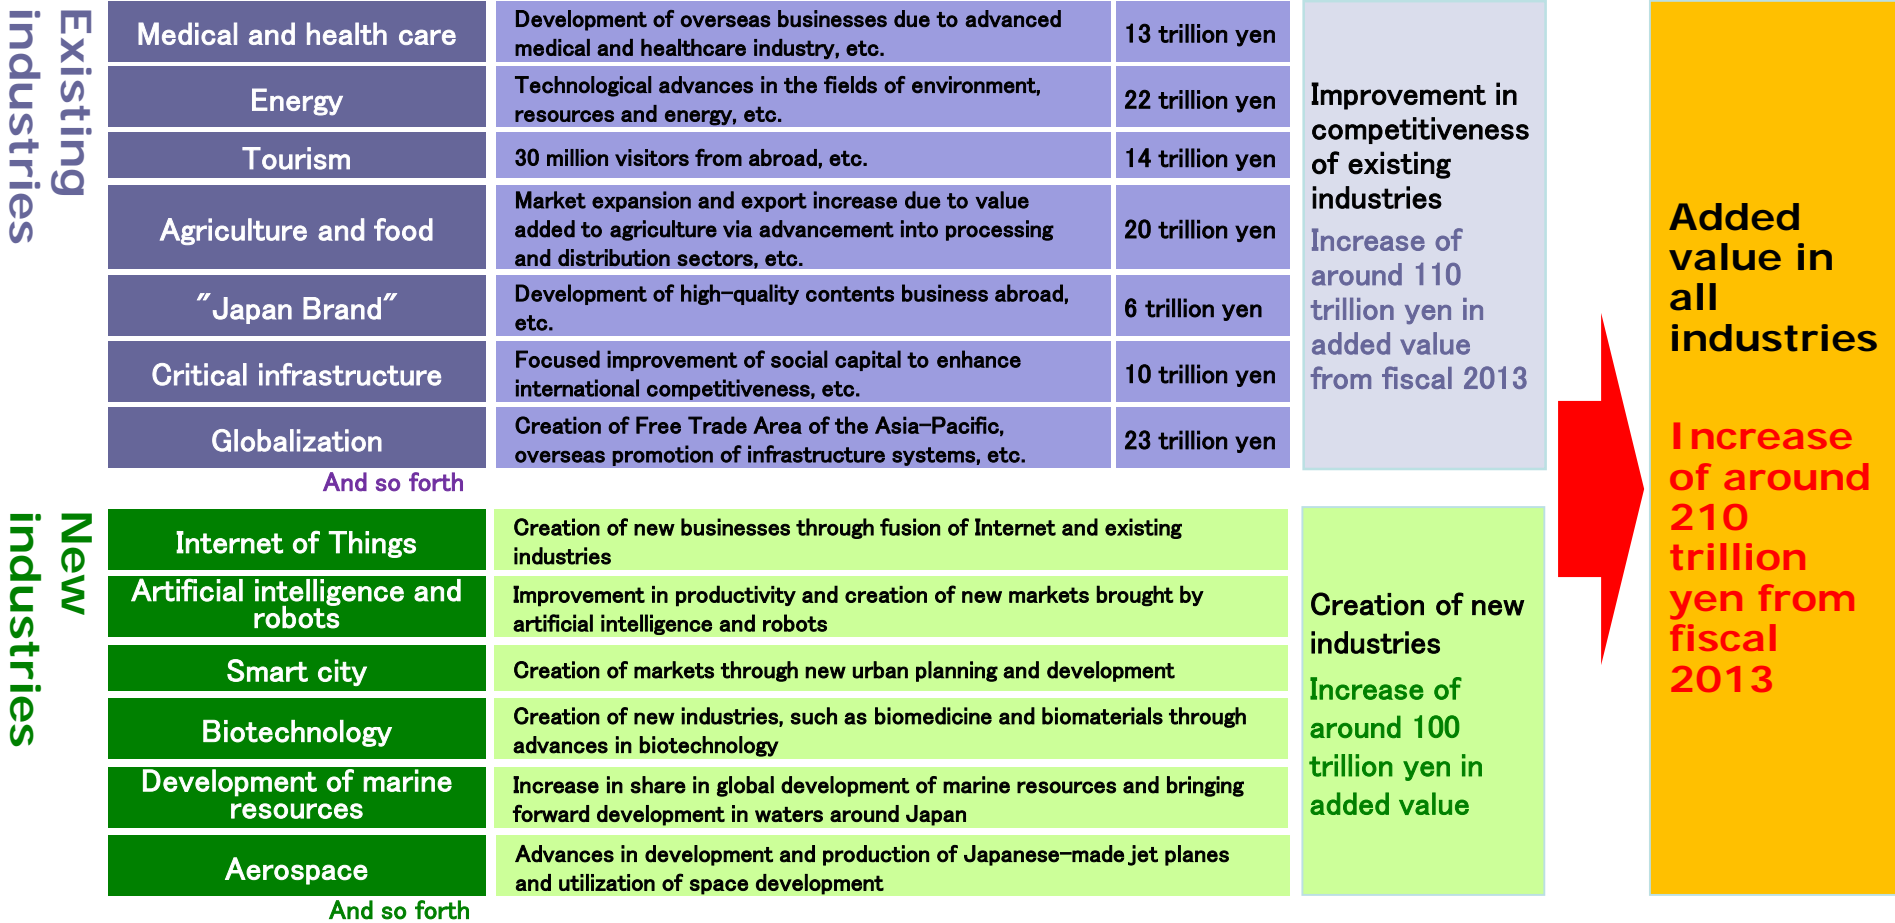 Existing
industries
Medical and health care
Development of overseas businesses due to advanced
medical and healthcare industry, etc.
13 trillion yen
Energy
Technological advances in the fields of environment,
resources and energy, etc.
22 trillion yen
Tourism
30 million visitors from abroad, etc.
14 trillion yen
Agriculture and food
Market expansion and export increase due to value
added to agriculture via advancement into processing
and distribution sectors, etc.
20 trillion yen
"Japan Brand"
Development of high-quality contents business abroad,
etc.
6 trillion yen
Critical infrastructure
Focused improvement of social capital to enhance
international competitiveness, etc.
10 trillion yen
Globalization
Creation of Free Trade Area of the Asia-Pacific,
overseas promotion of infrastructure systems, etc.
23 trillion yen
And so forth
Improvement in
competitiveness
of existing
industries
Increase of
around 110
trillion yen in
added value
from fiscal 2013
New
industries
Internet of Things
Creation of new businesses through fusion of Internet and existing
industries
Artificial intelligence and
robots
Improvement in productivity and creation of new markets brought by
artificial intelligence and robots
Smart city
Creation of markets through new urban planning and development
Biotechnology
Creation of new industries, such as biomedicine and biomaterials through
advances in biotechnology
Development of marine
resources
Increase in share in global development of marine resources and bringing
forward development in waters around Japan
Aerospace
Advances in development and production of Japanese-made jet planes
and utilization of space development
And so forth
Creation of new
industries
Increase of
around 100
trillion yen in
added value
Added
value in
all
industries
Increase
of around
210
trillion
yen from
fiscal
2013